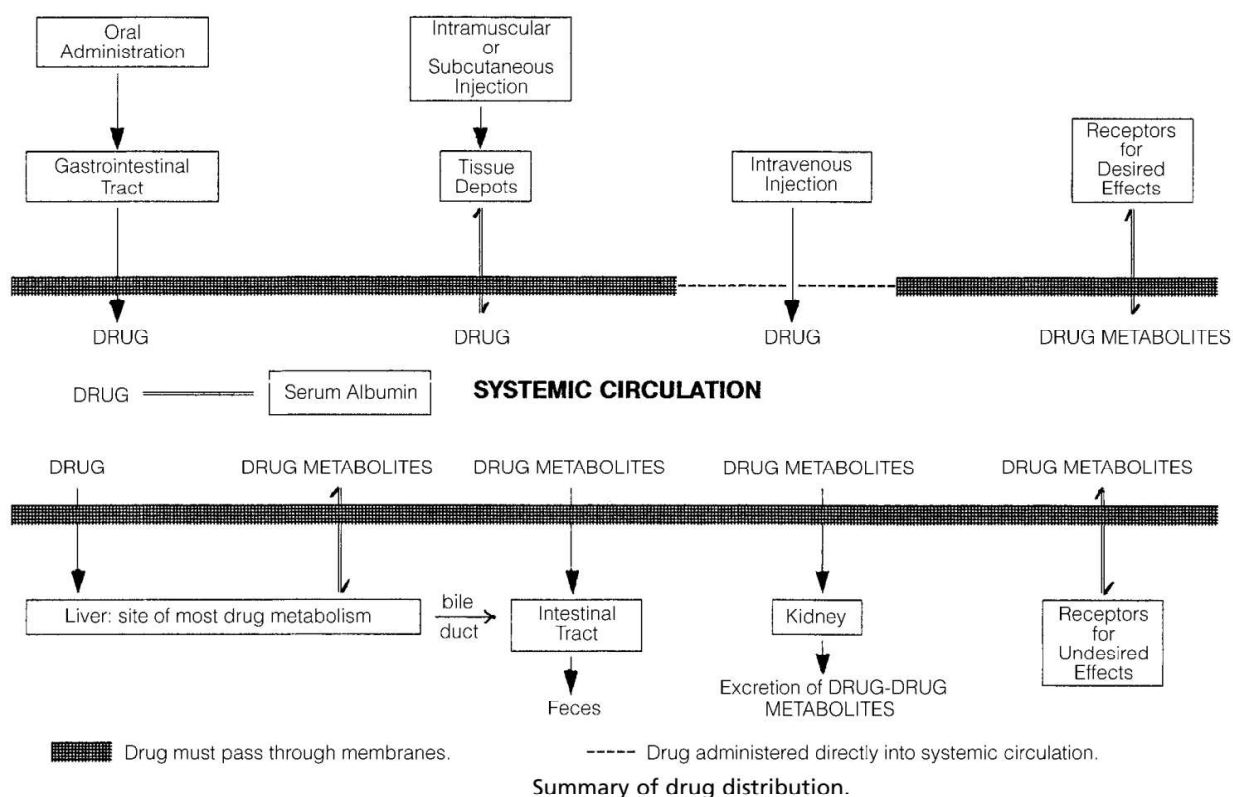 Oral
Administration
Intramuscular
or
Subcutaneous
Injection
Gastrointestinal
Tract
Tissue
Depots
Intravenous
Injection
Receptors
for
Desired
Effects
DRUG
DRUG
DRUG
DRUG METABOLITES
DRUG
Serum Albumin
SYSTEMIC CIRCULATION
DRUG
DRUG METABOLITES
DRUG METABOLITES
DRUG METABOLITES
DRUG METABOLITES
Liver: site of most drug metabolism
bile
duct
Intestinal
Tract
Kidney
Receptors
for
Undesired
Effects
Feces
Excretion of DRUG-DRUG
METABOLITES
Drug must pass through membranes.
Drug administered directly into systemic circulation.
Summary of drug distribution.